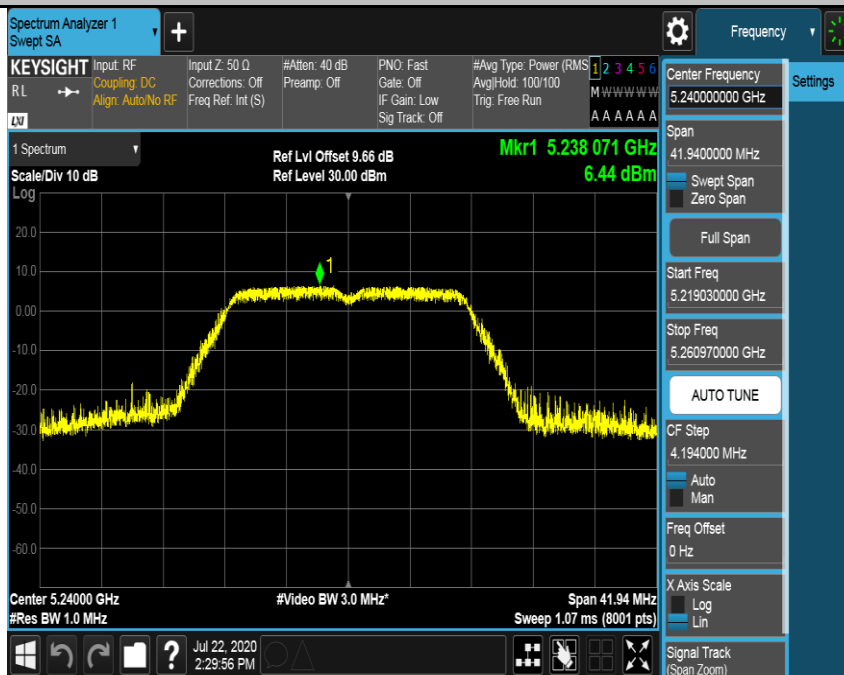 Spectrum Analyzer 1
Swept SA
+
Frequency
KEYSIGHT
RL
LXI
Input: RF
Coupling: DC
Align: Auto/No RF
Input Z: 50 Ω
Corrections: Off
Freq Ref: Int (S)
#Atten: 40 dB
Preamp: Off
PNO: Fast
Gate: Off
IF Gain: Low
Sig Track: Off
#Avg Type: Power (RMS
Avg|Hold: 100/100
Trig: Free Run
1 2 3 4 5 6
M W W W W W
A A A A A A
Center Frequency
5.240000000 GHz
Settings
1 Spectrum
Scale/Div 10 dB
Log
Ref Lvl Offset 9.66 dB
Ref Level 30.00 dBm
Mkr1 5.238 071 GHz
6.44 dBm
Span
41.9400000 MHz
Swept Span
Zero Span
Full Span
Start Freq
5.219030000 GHz
Stop Freq
5.260970000 GHz
AUTO TUNE
CF Step
4.194000 MHz
Auto
Man
Freq Offset
0 Hz
X Axis Scale
Log
Lin
Signal Track
(Span Zoom)
20.0
10.0
1
0.00
-10.0
-20.0
-30.0
-40.0
-50.0
-60.0
Center 5.24000 GHz
#Res BW 1.0 MHz
#Video BW 3.0 MHz*
Span 41.94 MHz
Sweep 1.07 ms (8001 pts)
?
Jul 22, 2020
2:29:56 PM